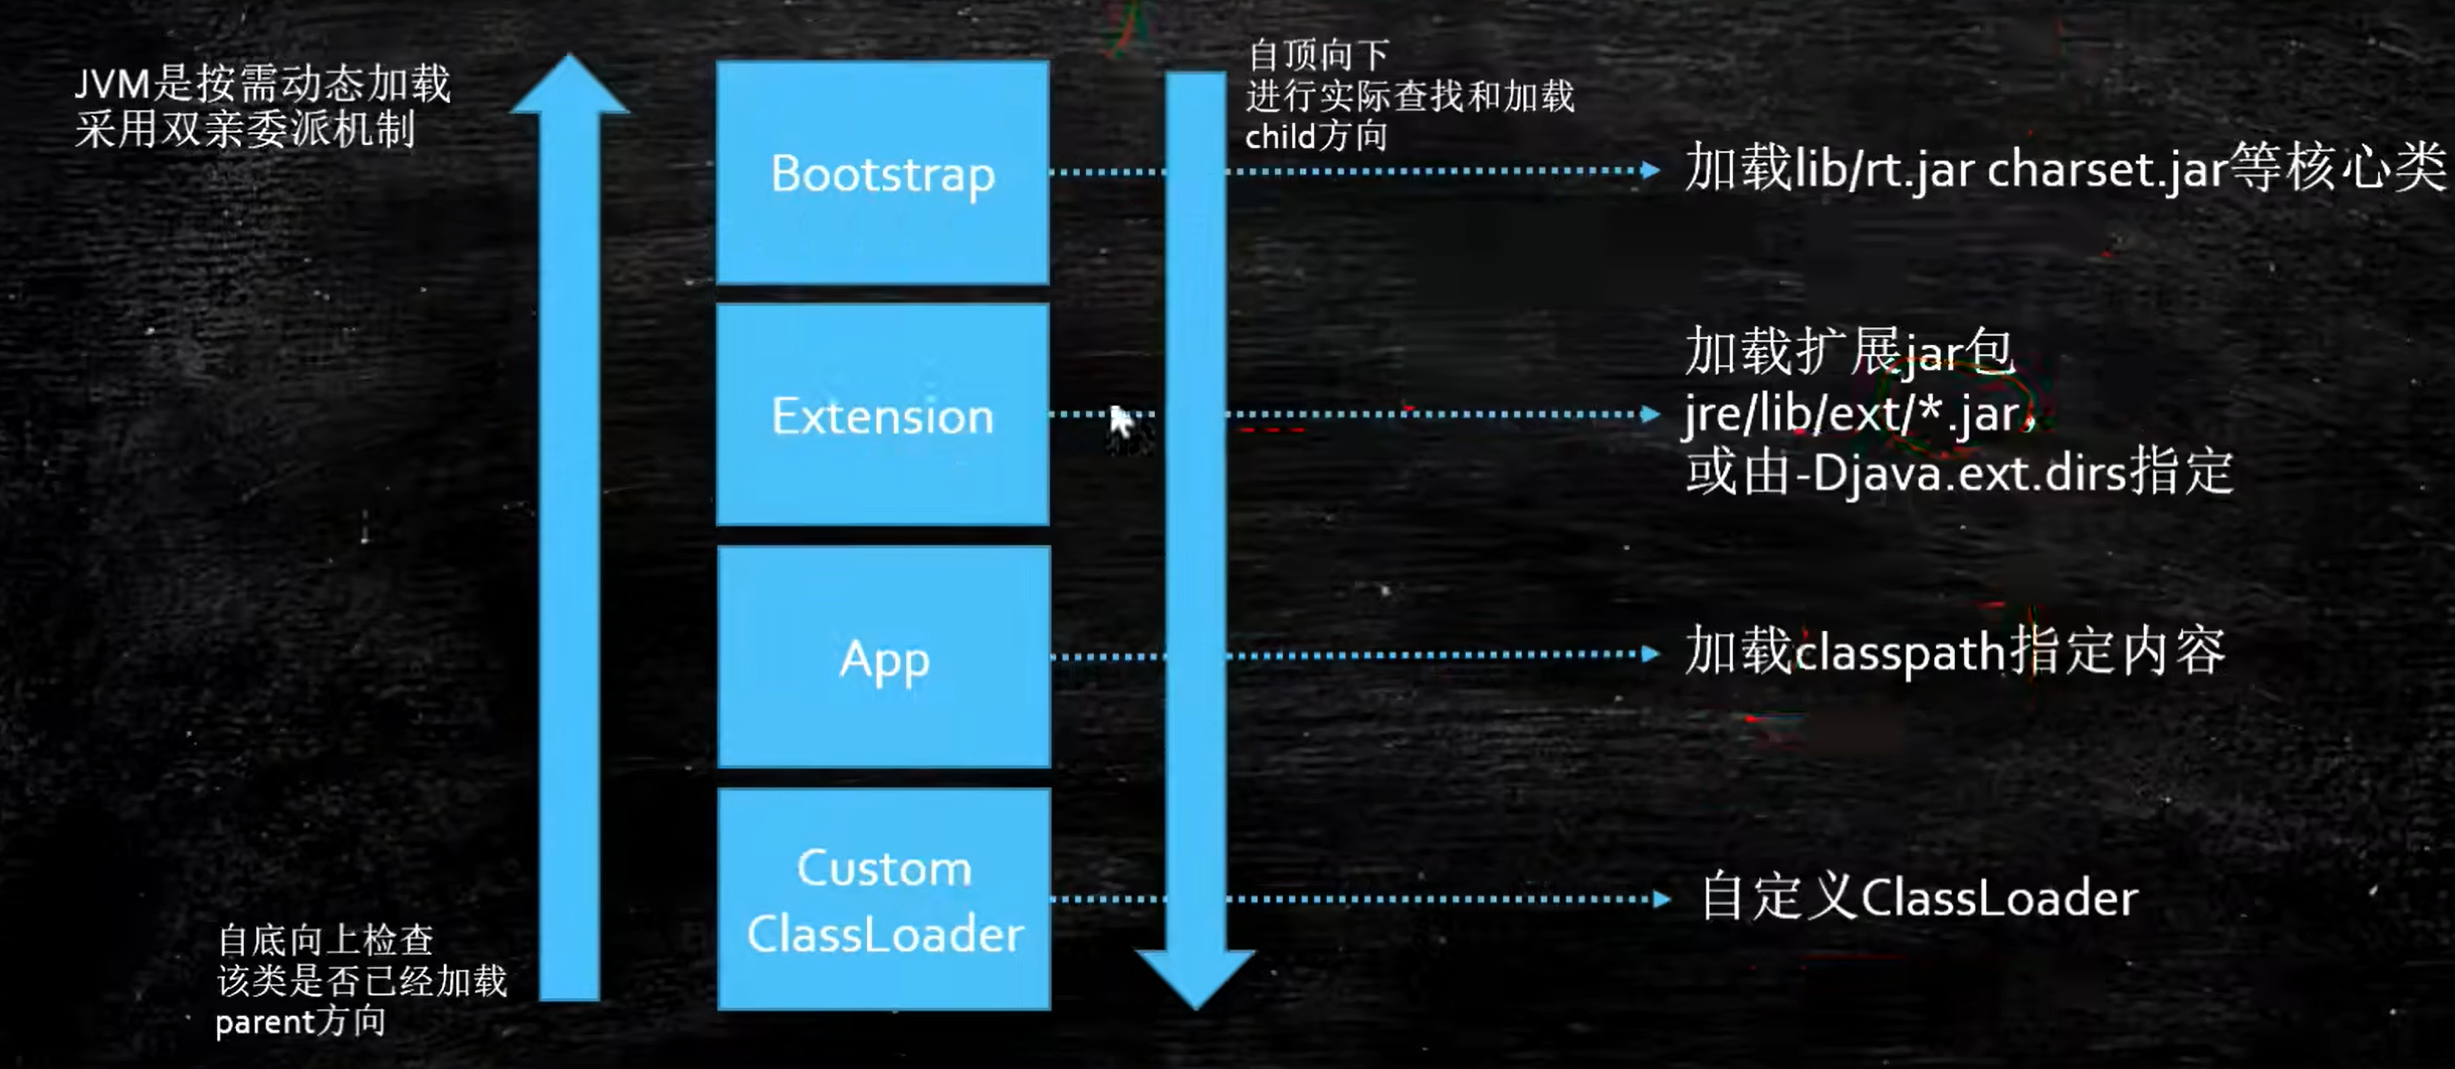 JVM是按需动态加载
采用双亲委派机制
自顶向下
进行实际查找和加载
child方向
Bootstrap
加载lib/rt.jar charset.jar等核心类
Extension
加载扩展jar包
jre/lib/ext/*.jar,
或由-Djava.ext.dirs指定
App
加载classpath指定内容
Custom
ClassLoader
自定义ClassLoader
自底向上检查
该类是否已经加载
parent方向